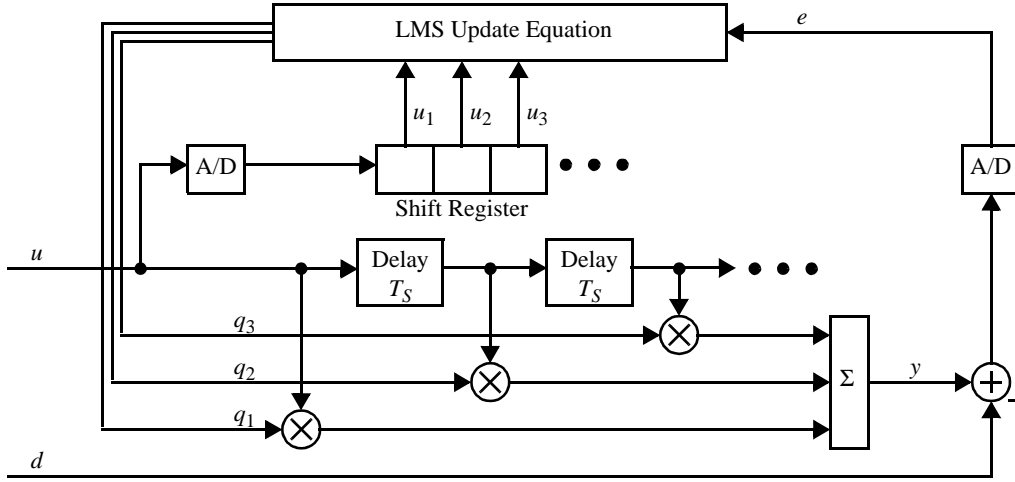 LMS Update Equation
e
u1 u2 u3
A/D
A/D
Shift Register
u
Delay
TS
Delay
TS
q3
q2
Σ
y
q1
d